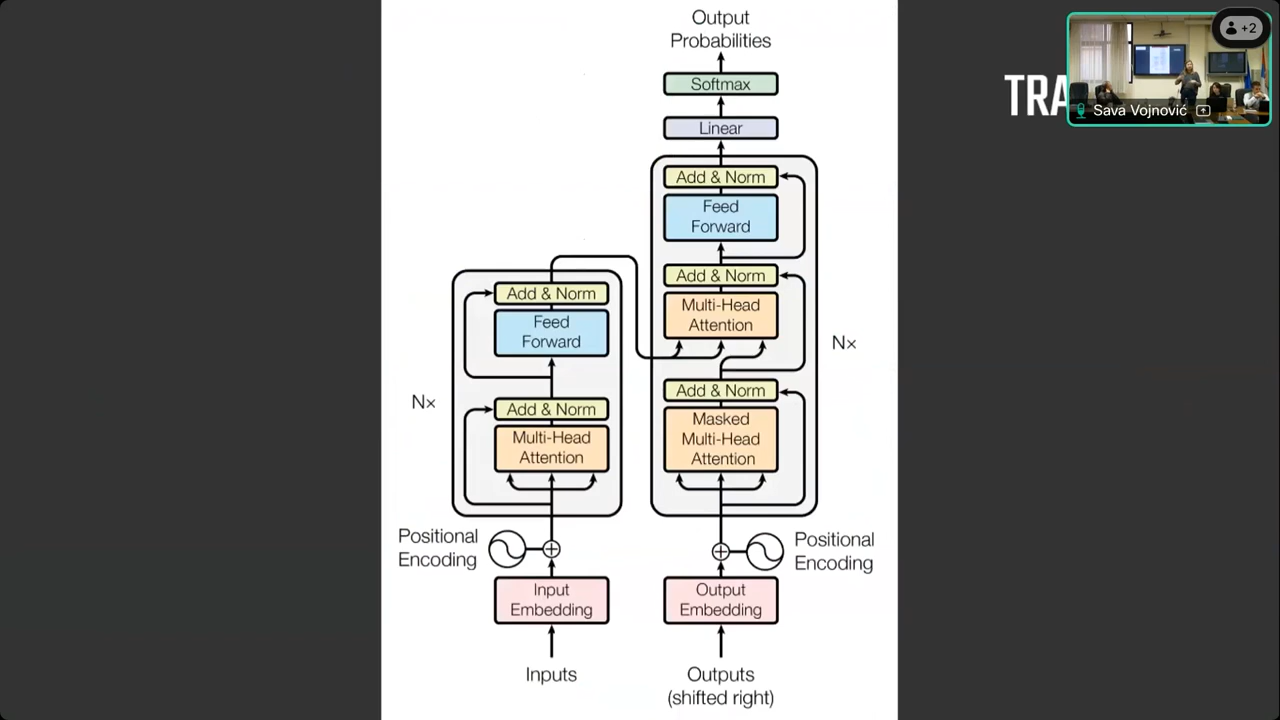 Output
Probabilities
Softmax
Linear
Add & Norm
Feed
Forward
Add & Norm
Multi-Head
Attention
Nx
Add & Norm
Masked
Multi-Head
Attention
Add & Norm
Feed
Forward
Nx
Add & Norm
Multi-Head
Attention
Positional
Encoding
Positional
Encoding
Input
Embedding
Output
Embedding
Inputs
Outputs
(shifted right)
TRA
+2
Sava Vojnović